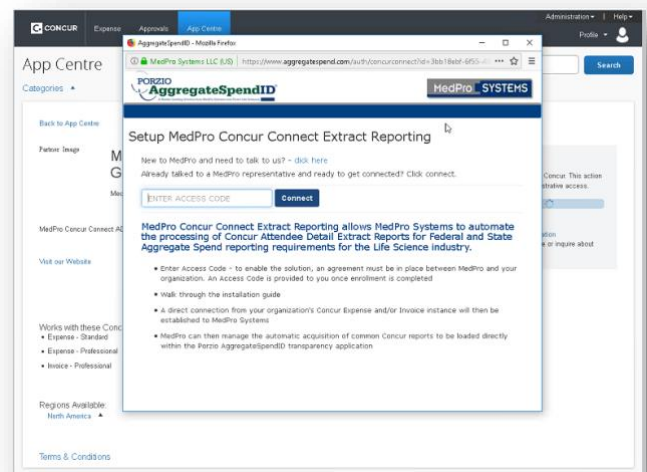 Administration | Help
CONCUR Expense Approvals App Centre
Profile
App Centre
Search
Categories
Back to App Centre
Partner Image
M
G
Med
MedPro Concur Connect AG
Visit our Website
Works with these Conc
Expense - Standard
Expense - Professional
Invoice - Professional
Regions Available:
North America
Terms & Conditions
Concur. This action
strative access.
ation
e or inquire about
AggregateSpendID - Mozilla Firefox
MedPro Systems LLC (US) https://www.aggregatespend.com/auth/concurconnect?id=
PORZIO
AggregateSpendID
MedPro SYSTEMS
Setup MedPro Concur Connect Extract Reporting
New to MedPro and need to talk to us? - click here
Already talked to a MedPro representative and ready to get connected? Click connect.
ENTER ACCESS CODE
Connect
MedPro Concur Connect Extract Reporting allows MedPro Systems to automate
the processing of Concur Attendee Detail Extract Reports for Federal and State
Aggregate Spend reporting requirements for the Life Science industry.
Enter Access Code - to enable the solution, an agreement must be in place between MedPro and your
organization. An Access Code is provided to you once enrollment is completed
Walk through the installation guide
A direct connection from your organization's Concur Expense and/or Invoice instance will then be
established to MedPro Systems
MedPro can then manage the automatic acquisition of common Concur reports to be loaded directly
within the Porzio AggregateSpendID transparency application